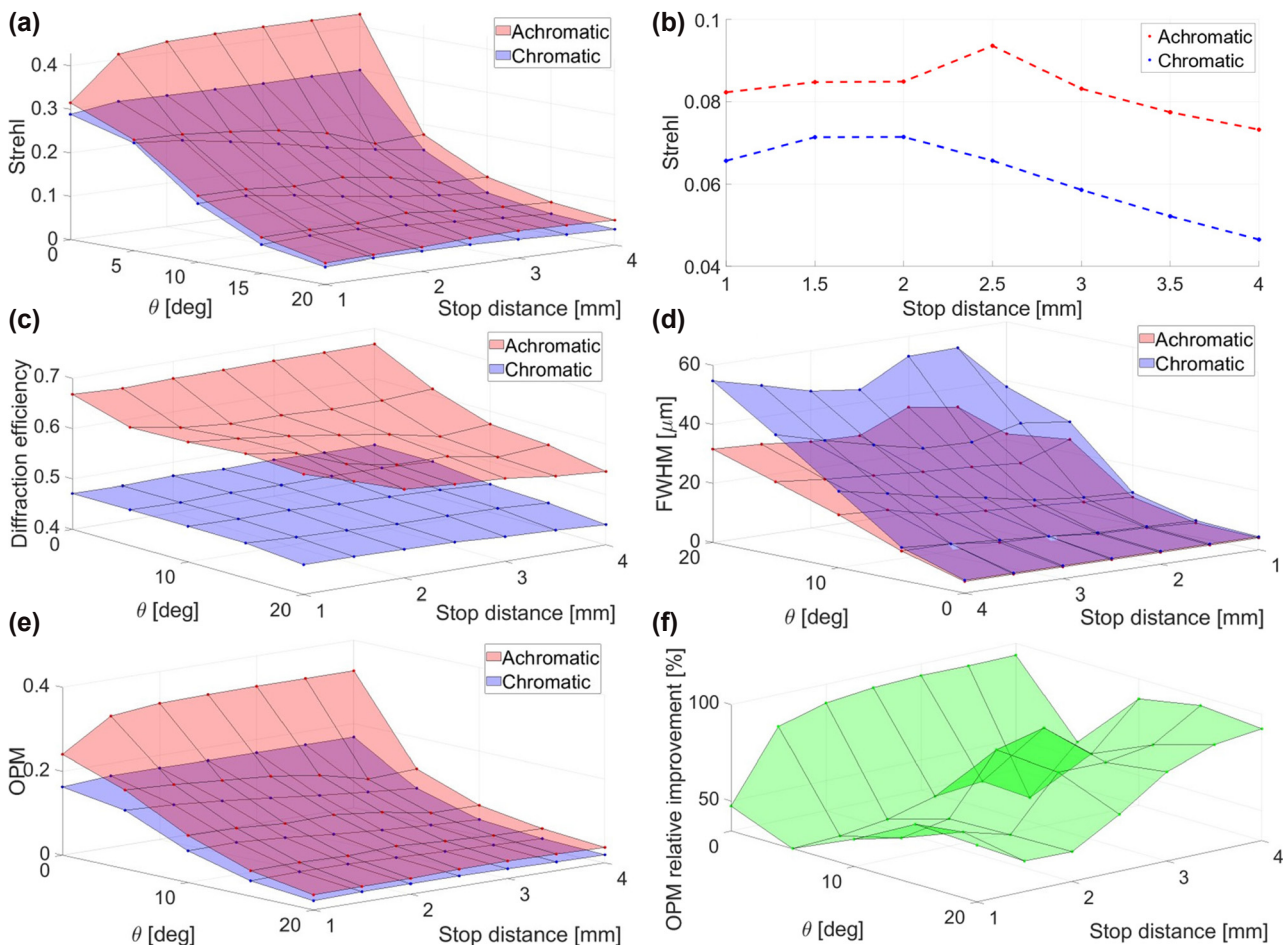 (a)
Achromatic
Chromatic
0.4
0.3
0.2
0.1
0
Strehl
0
5
10
15
20
θ [deg]
1
2
3
4
Stop distance [mm]
(b)
0.1
0.08
0.06
0.04
Strehl
Achromatic
Chromatic
1
1.5
2
2.5
3
3.5
4
Stop distance [mm]
(c)
Achromatic
Chromatic
0.7
0.6
0.5
0.4
Diffraction efficiency
0
10
20
θ [deg]
1
2
3
4
Stop distance [mm]
(d)
Achromatic
Chromatic
60
40
20
0
FWHM [μm]
20
10
0
θ [deg]
4
3
2
1
Stop distance [mm]
(e)
Achromatic
Chromatic
0.4
0.2
0
OPM
0
10
20
θ [deg]
1
2
3
4
Stop distance [mm]
(f)
100
50
OPM relative improvement [%]
0
10
20
θ [deg]
1
2
3
4
Stop distance [mm]